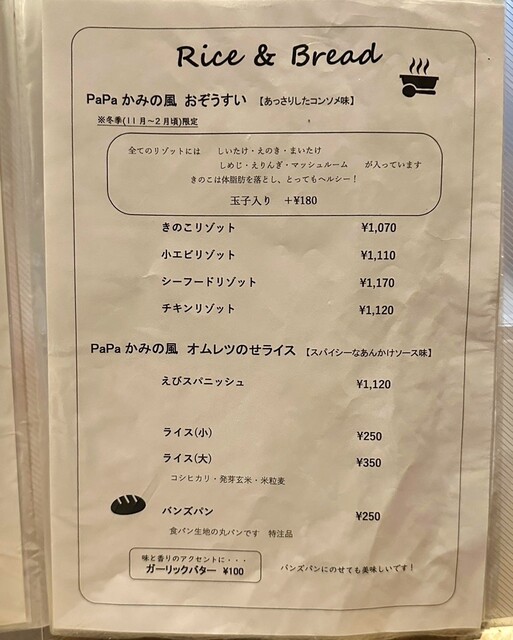 Rice & Bread
PaPa かみの風 おぞうすい 【あっさりしたコンソメ味】
※冬季(11月~2月頃)限定
全てのリゾットには しいたけ・えのき・まいたけ
しめじ・えりんぎ・マッシュルーム が入っています
きのこは体脂肪を落とし、とってもヘルシー!
玉子入り +¥180
きのこリゾット ¥1,070
小エビリゾット ¥1,110
シーフードリゾット ¥1,170
チキンリゾット ¥1,120
PaPa かみの風 オムレツのせライス 【スパイシーなあんかけソース味】
えびスパニッシュ ¥1,120
ライス(小) ¥250
ライス(大) ¥350
コシヒカリ・発芽玄米・米粒麦
バンズパン ¥250
食パン生地の丸パンです 特注品
味と香りのアクセントに・・・
ガーリックバター ¥100
バンズパンにのせても美味しいです!